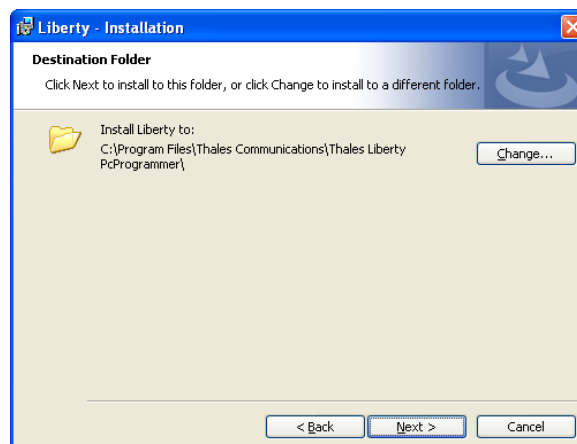 Liberty - Installation
Destination Folder
Click Next to install to this folder, or click Change to install to a different folder.
Install Liberty to:
C:\Program Files\Thales Communications\Thales Liberty
PcProgrammer\
Change...
< Back
Next >
Cancel